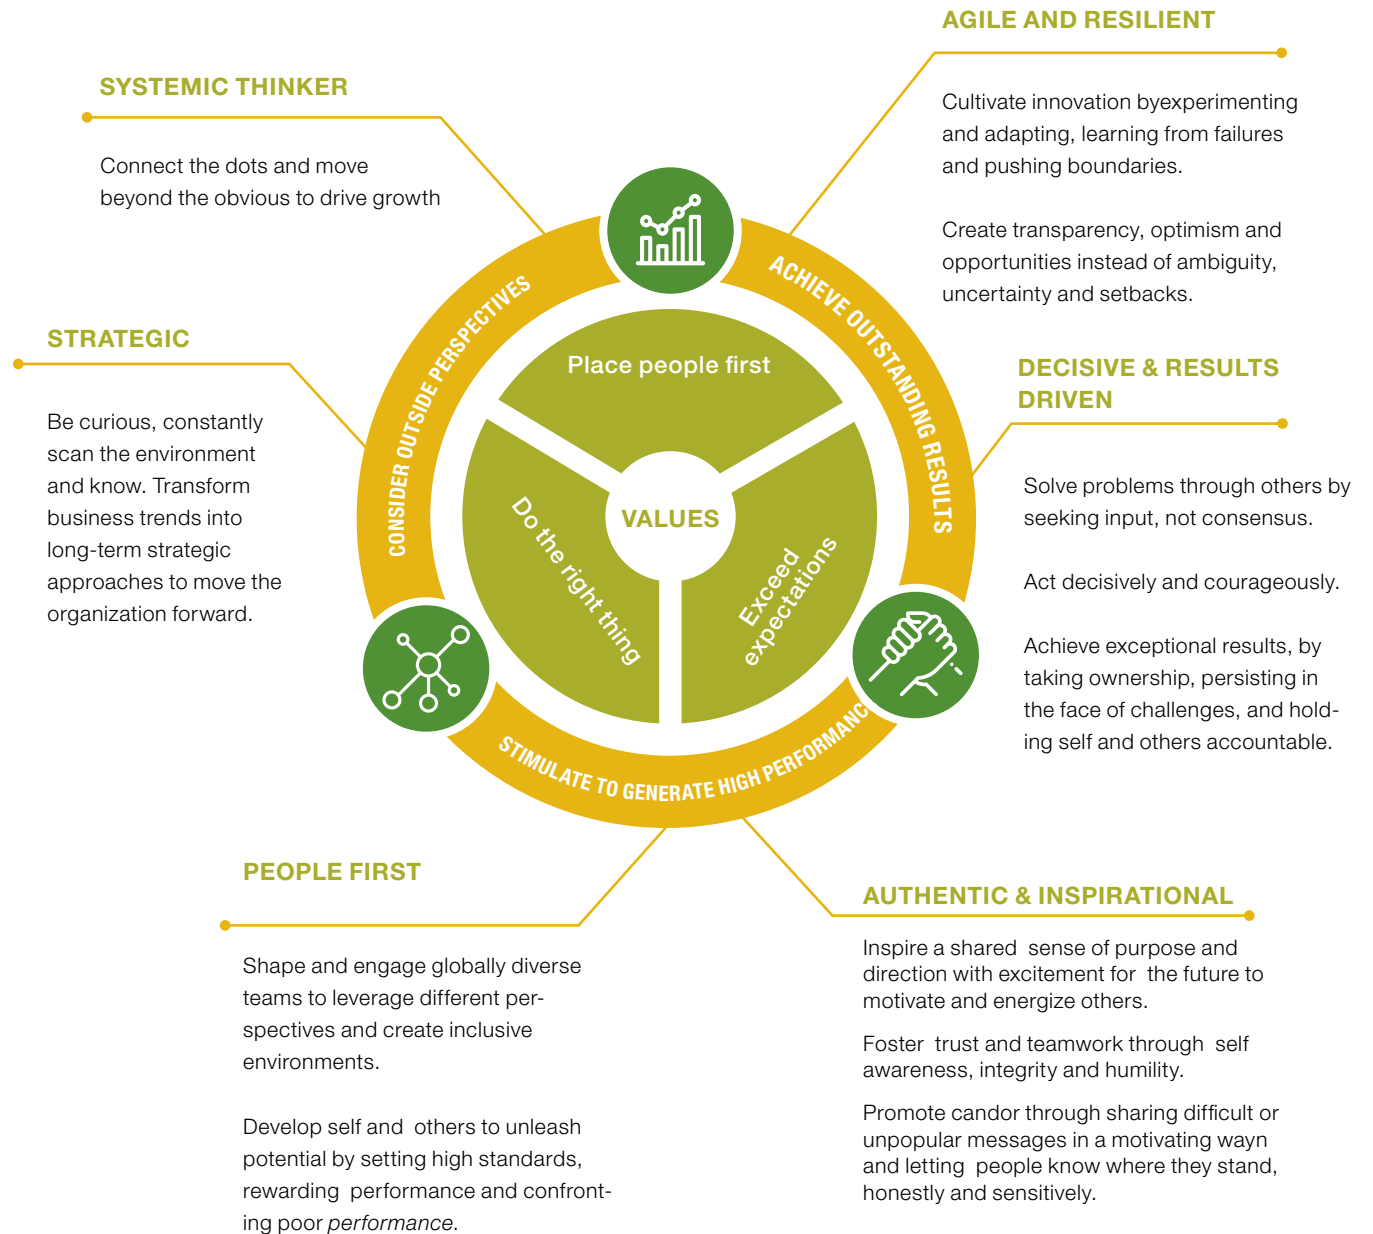 AGILE AND RESILIENT
Cultivate innovation byexperimenting
and adapting, learning from failures
and pushing boundaries.
Create transparency, optimism and
opportunities instead of ambiguity,
uncertainty and setbacks.
SYSTEMIC THINKER
Connect the dots and move
beyond the obvious to drive growth
STRATEGIC
Be curious, constantly
scan the environment
and know. Transform
business trends into
long-term strategic
approaches to move the
organization forward.
CONSIDER OUTSIDE PERSPECTIVES
ACHIEVE OUTSTANDING RESULTS
STIMULATE TO GENERATE HIGH PERFORMANC
Place people first
VALUES
Do the right thing
Exceed
expectations
DECISIVE & RESULTS
DRIVEN
Solve problems through others by
seeking input, not consensus.
Act decisively and courageously.
Achieve exceptional results, by
taking ownership, persisting in
the face of challenges, and hold-
ing self and others accountable.
PEOPLE FIRST
Shape and engage globally diverse
teams to leverage different per-
spectives and create inclusive
environments.
Develop self and others to unleash
potential by setting high standards,
rewarding performance and confront-
ing poor performance.
AUTHENTIC & INSPIRATIONAL
Inspire a shared sense of purpose and
direction with excitement for the future to
motivate and energize others.
Foster trust and teamwork through self
awareness, integrity and humility.
Promote candor through sharing difficult or
unpopular messages in a motivating wayn
and letting people know where they stand,
honestly and sensitively.